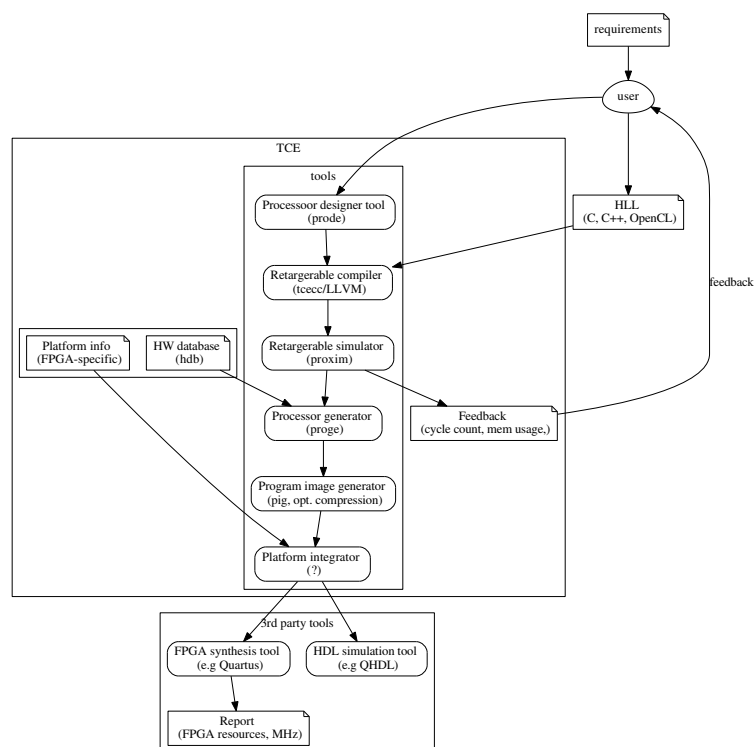 requirements
user
TCE
tools
Processoor designer tool
(prode)
HLL
(C, C++, OpenCL)
Retargerable compiler
(tcecc/LLVM)
feedback
Platform info
(FPGA-specific)
HW database
(hdb)
Retargerable simulator
(proxim)
Processor generator
(proge)
Feedback
(cycle count, mem usage,)
Program image generator
(pig, opt. compression)
Platform integrator
(?)
3rd party tools
FPGA synthesis tool
(e.g Quartus)
HDL simulation tool
(e.g QHDL)
Report
(FPGA resources, MHz)